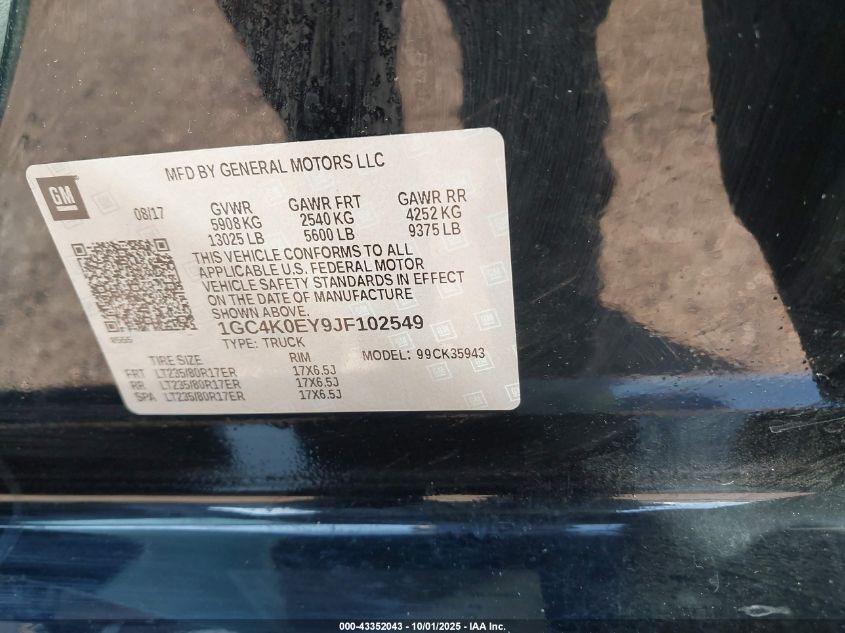 MFD BY GENERAL MOTORS LLC
GM
08/17
GVWR GAWR FRT GAWR RR
5908 KG 2540 KG 4252 KG
13025 LB 5600 LB 9375 LB
THIS VEHICLE CONFORMS TO ALL
APPLICABLE U.S. FEDERAL MOTOR
VEHICLE SAFETY STANDARDS IN EFFECT
ON THE DATE OF MANUFACTURE
SHOWN ABOVE.
1GC4K0EY9JF102549
TYPE: TRUCK MODEL: 99CK35943
TIRE SIZE RIM
FRT LT235/80R17ER 17X6.5J
RR LT235/80R17ER 17X6.5J
SPA LT235/80R17ER 17X6.5J
000-43352043 - 10/01/2025 - IAA Inc.